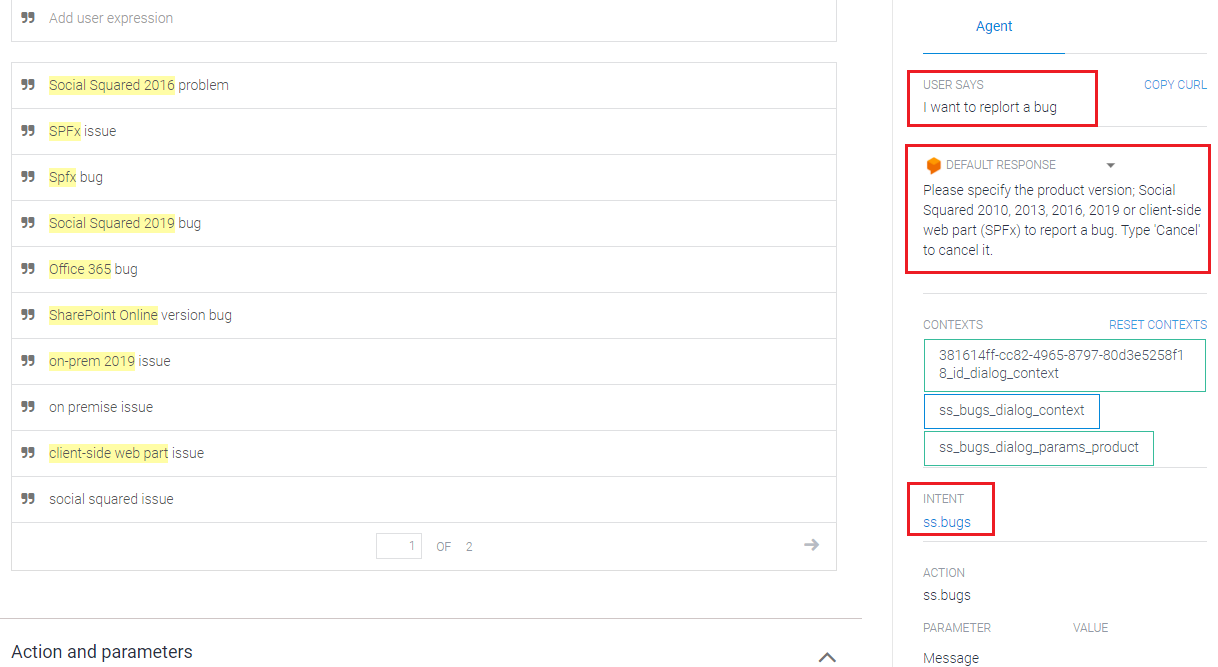 Add user expression
Social Squared 2016 problem
SPFx issue
Spfx bug
Social Squared 2019 bug
Office 365 bug
SharePoint Online version bug
on-prem 2019 issue
on premise issue
client-side web part issue
social squared issue
1 OF 2
Action and parameters
Agent
USER SAYS COPY CURL
I want to replort a bug
DEFAULT RESPONSE
Please specify the product version; Social
Squared 2010, 2013, 2016, 2019 or client-side
web part (SPFx) to report a bug. Type 'Cancel'
to cancel it.
CONTEXTS RESET CONTEXTS
381614ff-cc82-4965-8797-80d3e5258f1
8_id_dialog_context
ss_bugs_dialog_context
ss_bugs_dialog_params_product
INTENT
ss.bugs
ACTION
ss.bugs
PARAMETER VALUE
Message